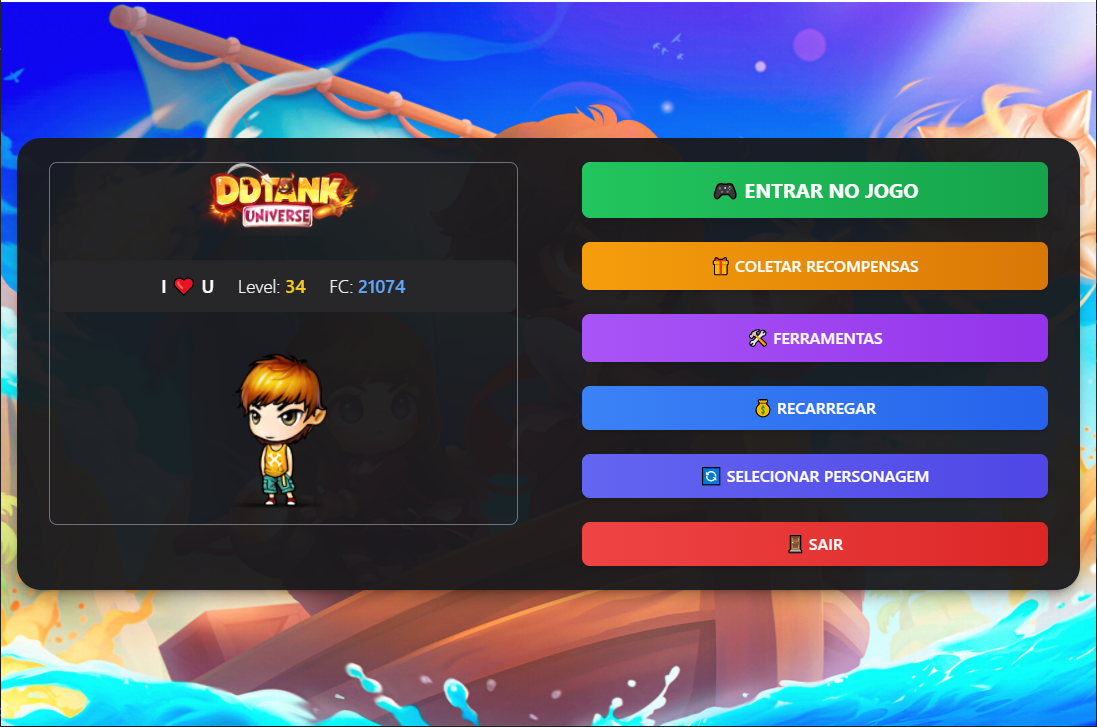 DDTANK
UNIVERSE
I ❤️ U Level: 34 FC: 21074
🎮 ENTRAR NO JOGO
🎁 COLETAR RECOMPENSAS
🛠️ FERRAMENTAS
💰 RECARREGAR
🔄 SELECIONAR PERSONAGEM
🚪 SAIR